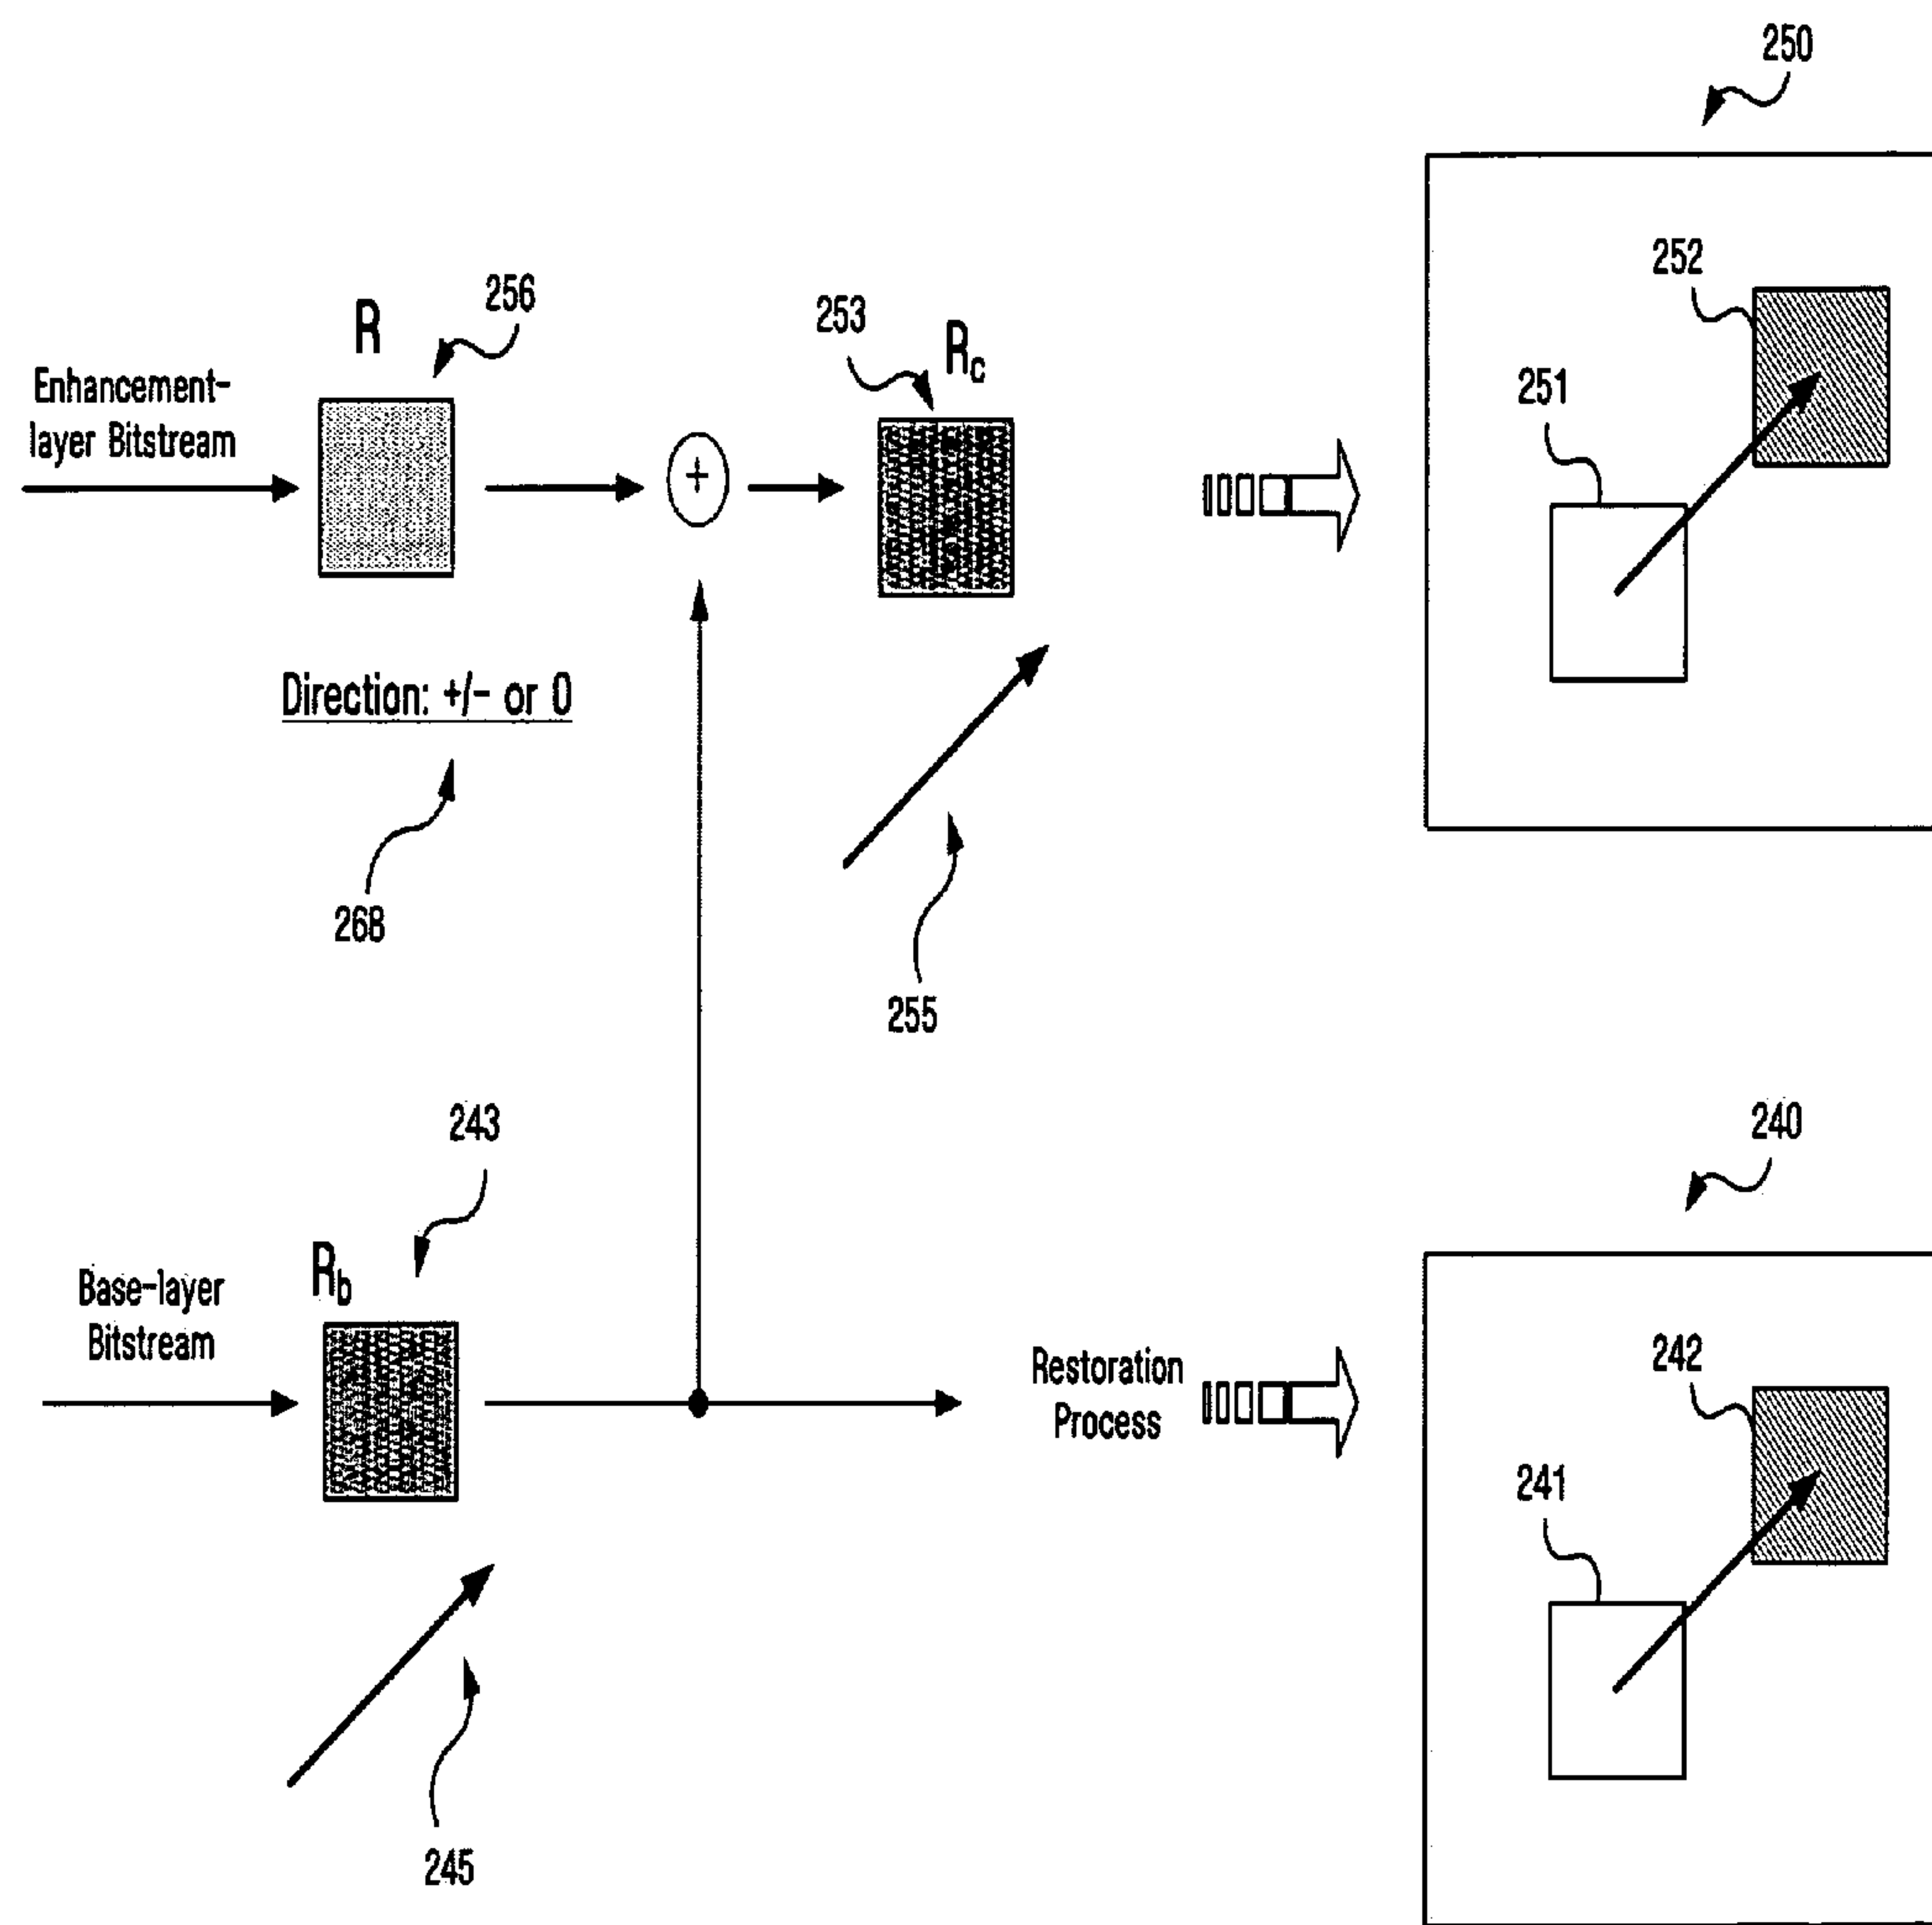 250
252
256
R
253
Rc
251
Enhancement-
layer Bitstream
+
Direction: +/- or 0
268
255
243
240
Rb
Base-layer
Bitstream
242
Restoration
Process
241
245